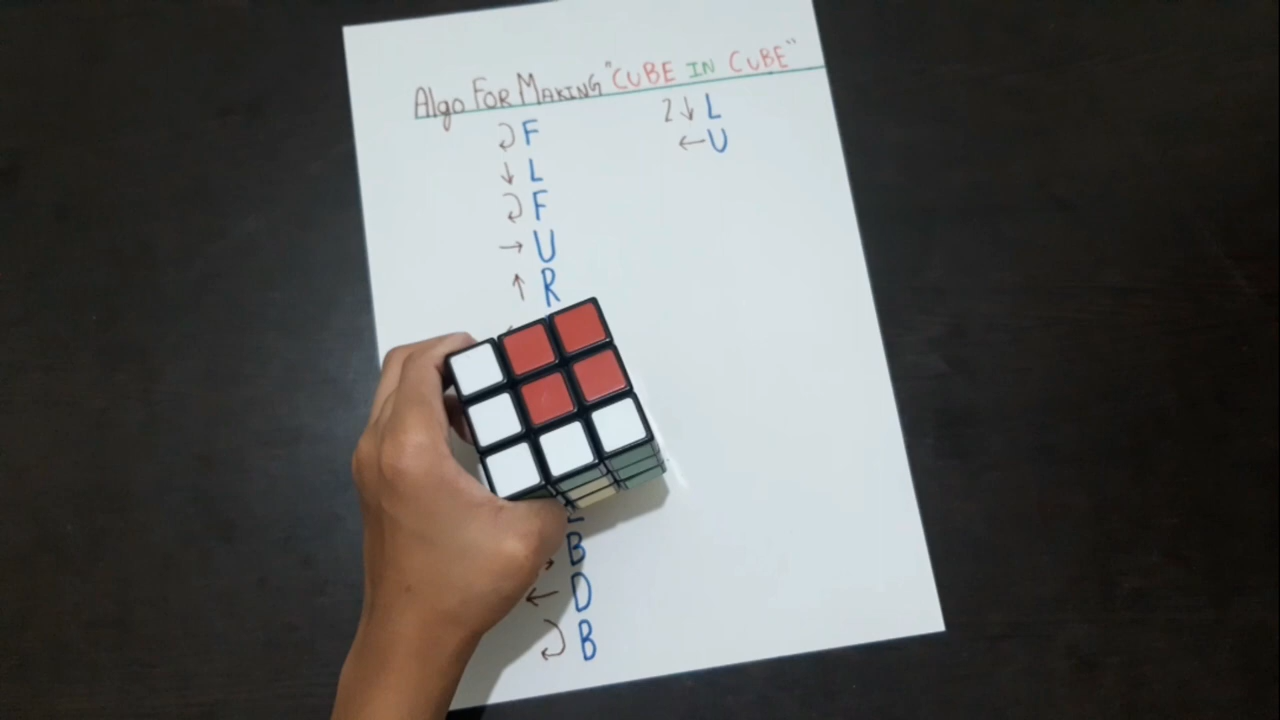 Algo FOR MAKING "CUBE IN CUBE"
F
↓ L
F
→ U
↑ R
B
D
← D
B
2↓ L
← U